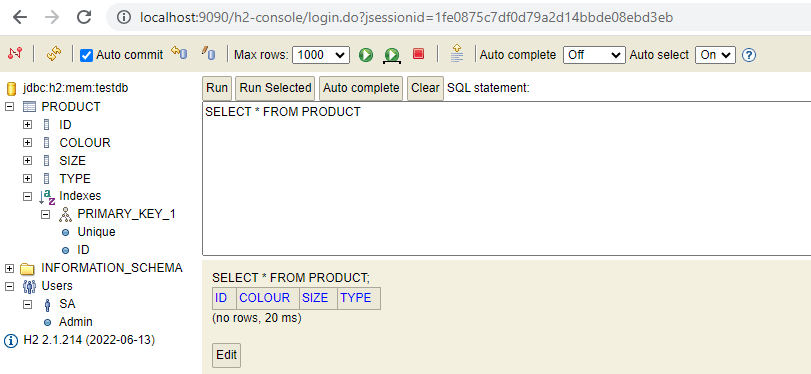 localhost:9090/h2-console/login.do?jsessionid=1fe0875c7df0d79a2d14bbde08ebd3eb
Auto commit Max rows: 1000 Auto complete Off Auto select On
jdbc:h2:mem:testdb
PRODUCT
ID
COLOUR
SIZE
TYPE
Indexes
PRIMARY_KEY_1
Unique
ID
INFORMATION_SCHEMA
Users
SA
Admin
H2 2.1.214 (2022-06-13)
Run Run Selected Auto complete Clear SQL statement:
SELECT * FROM PRODUCT
SELECT * FROM PRODUCT;
ID COLOUR SIZE TYPE
(no rows, 20 ms)
Edit